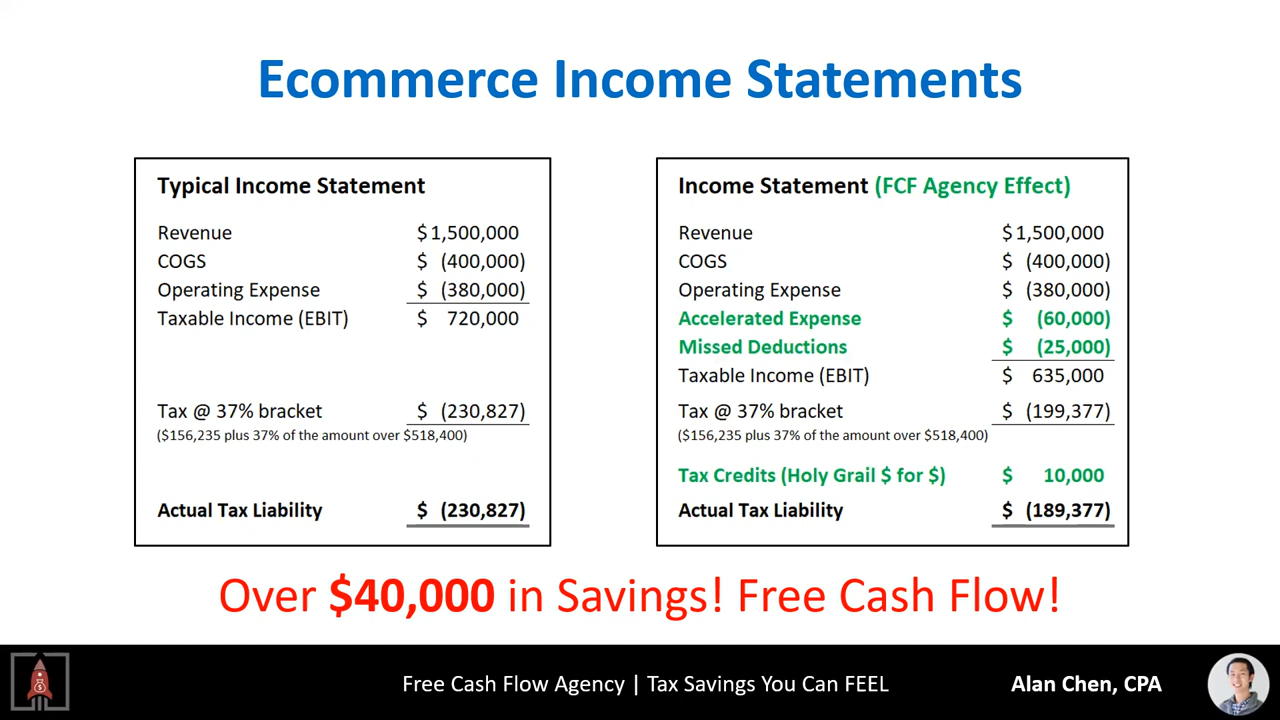 Ecommerce Income Statements
Typical Income Statement
Revenue $ 1,500,000
COGS $ (400,000)
Operating Expense $ (380,000)
Taxable Income (EBIT) $ 720,000
Tax @ 37% bracket $ (230,827)
($156,235 plus 37% of the amount over $518,400)
Actual Tax Liability $ (230,827)
Income Statement (FCF Agency Effect)
Revenue $ 1,500,000
COGS $ (400,000)
Operating Expense $ (380,000)
Accelerated Expense $ (60,000)
Missed Deductions $ (25,000)
Taxable Income (EBIT) $ 635,000
Tax @ 37% bracket $ (199,377)
($156,235 plus 37% of the amount over $518,400)
Tax Credits (Holy Grail $ for $) $ 10,000
Actual Tax Liability $ (189,377)
Over $40,000 in Savings! Free Cash Flow!
Free Cash Flow Agency | Tax Savings You Can FEEL
Alan Chen, CPA